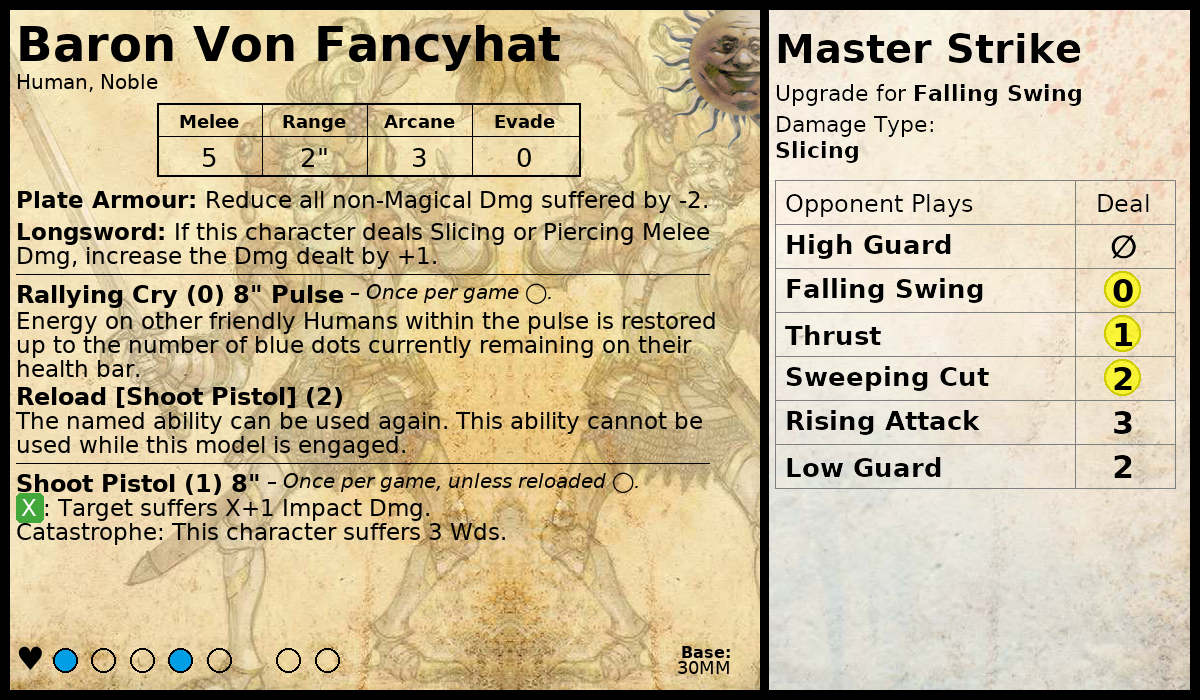 Baron Von Fancyhat
Human, Noble
Melee Range Arcane Evade
5 2" 3 0
Plate Armour: Reduce all non-Magical Dmg suffered by -2.
Longsword: If this character deals Slicing or Piercing Melee
Dmg, increase the Dmg dealt by +1.
Rallying Cry (0) 8" Pulse – Once per game ◯.
Energy on other friendly Humans within the pulse is restored
up to the number of blue dots currently remaining on their
health bar.
Reload [Shoot Pistol] (2)
The named ability can be used again. This ability cannot be
used while this model is engaged.
Shoot Pistol (1) 8" – Once per game, unless reloaded ◯.
X: Target suffers X+1 Impact Dmg.
Catastrophe: This character suffers 3 Wds.
Base:
30MM
Master Strike
Upgrade for Falling Swing
Damage Type:
Slicing
Opponent Plays Deal
High Guard ∅
Falling Swing 0
Thrust 1
Sweeping Cut 2
Rising Attack 3
Low Guard 2